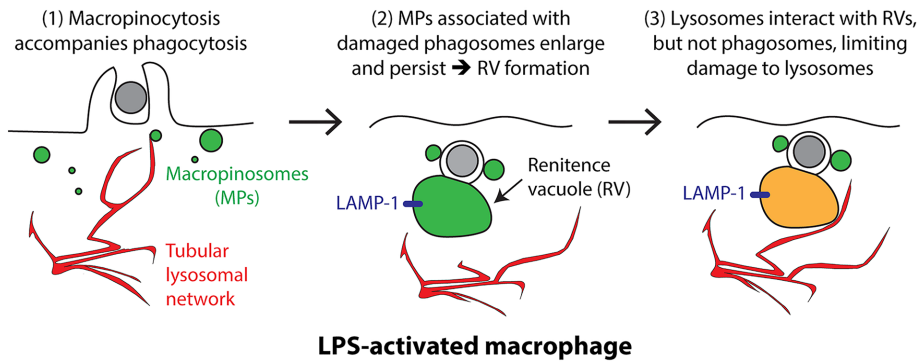 (1) Macropinocytosis
accompanies phagocytosis
Macropinosomes
(MPs)
Tubular
lysosomal
network
(2) MPs associated with
damaged phagosomes enlarge
and persist → RV formation
Renitence
vacuole (RV)
LAMP-1
(3) Lysosomes interact with RVs,
but not phagosomes, limiting
damage to lysosomes
LAMP-1
LPS-activated macrophage